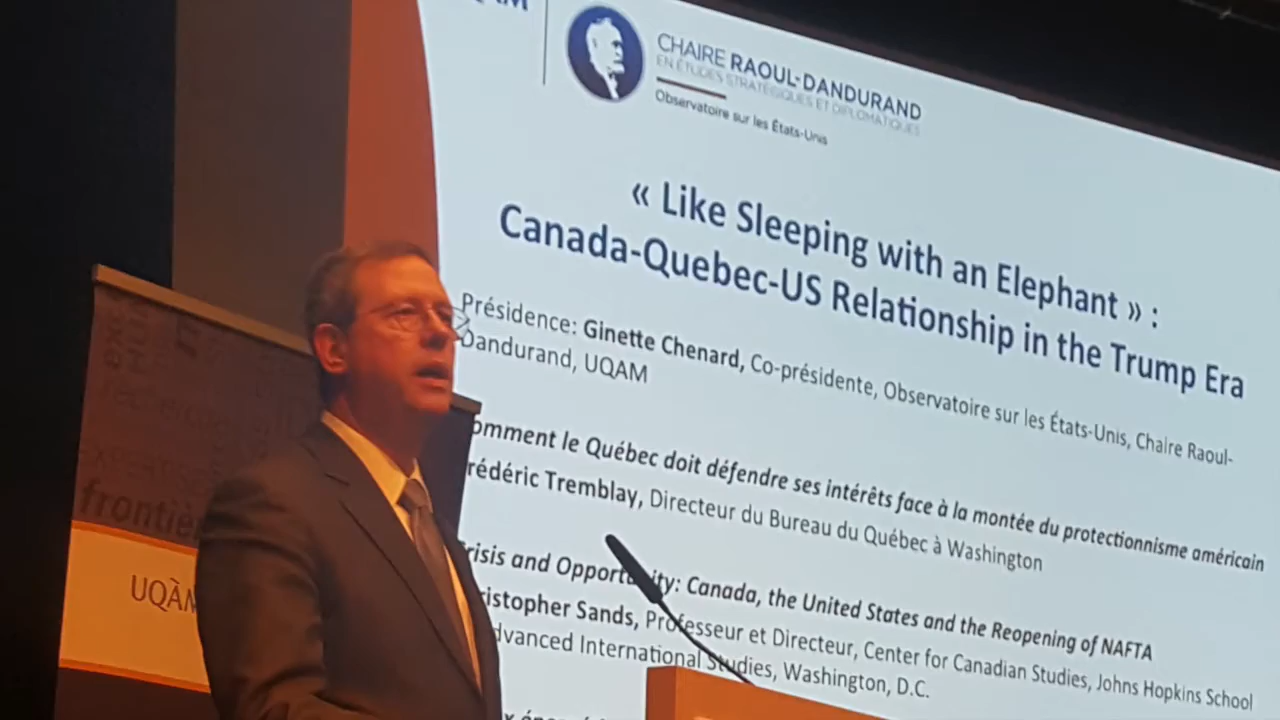 CHAIRE RAOUL-DANDURAND
EN ÉTUDES STRATÉGIQUES ET DIPLOMATIQUES
Observatoire sur les États-Unis
« Like Sleeping with an Elephant » :
Canada-Quebec-US Relationship in the Trump Era
Présidence: Ginette Chenard, Co-présidente, Observatoire sur les États-Unis, Chaire Raoul-
Dandurand, UQAM
omment le Québec doit défendre ses intérêts face à la montée du protectionnisme américain
rédéric Tremblay, Directeur du Bureau du Québec à Washington
risis and Opportunity: Canada, the United States and the Reopening of NAFTA
ristopher Sands, Professeur et Directeur, Center for Canadian Studies, Johns Hopkins School
dvanced International Studies, Washington, D.C.
frontiè
UQÀM